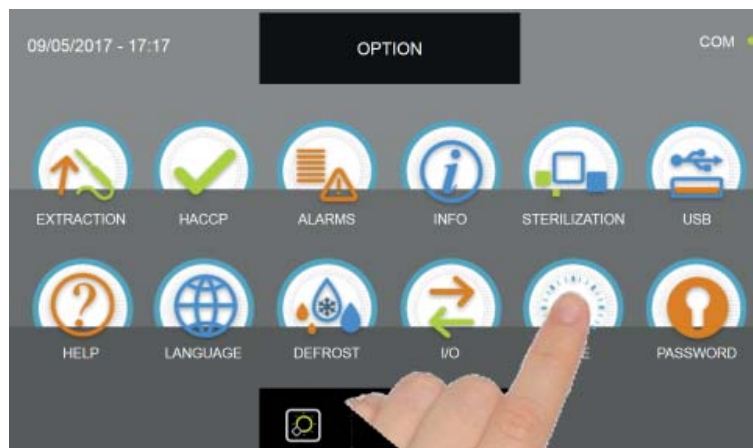 09/05/2017 - 17:17
OPTION
COM
EXTRACTION
HACCP
ALARMS
INFO
STERILIZATION
USB
HELP
LANGUAGE
DEFROST
I/O
E
PASSWORD